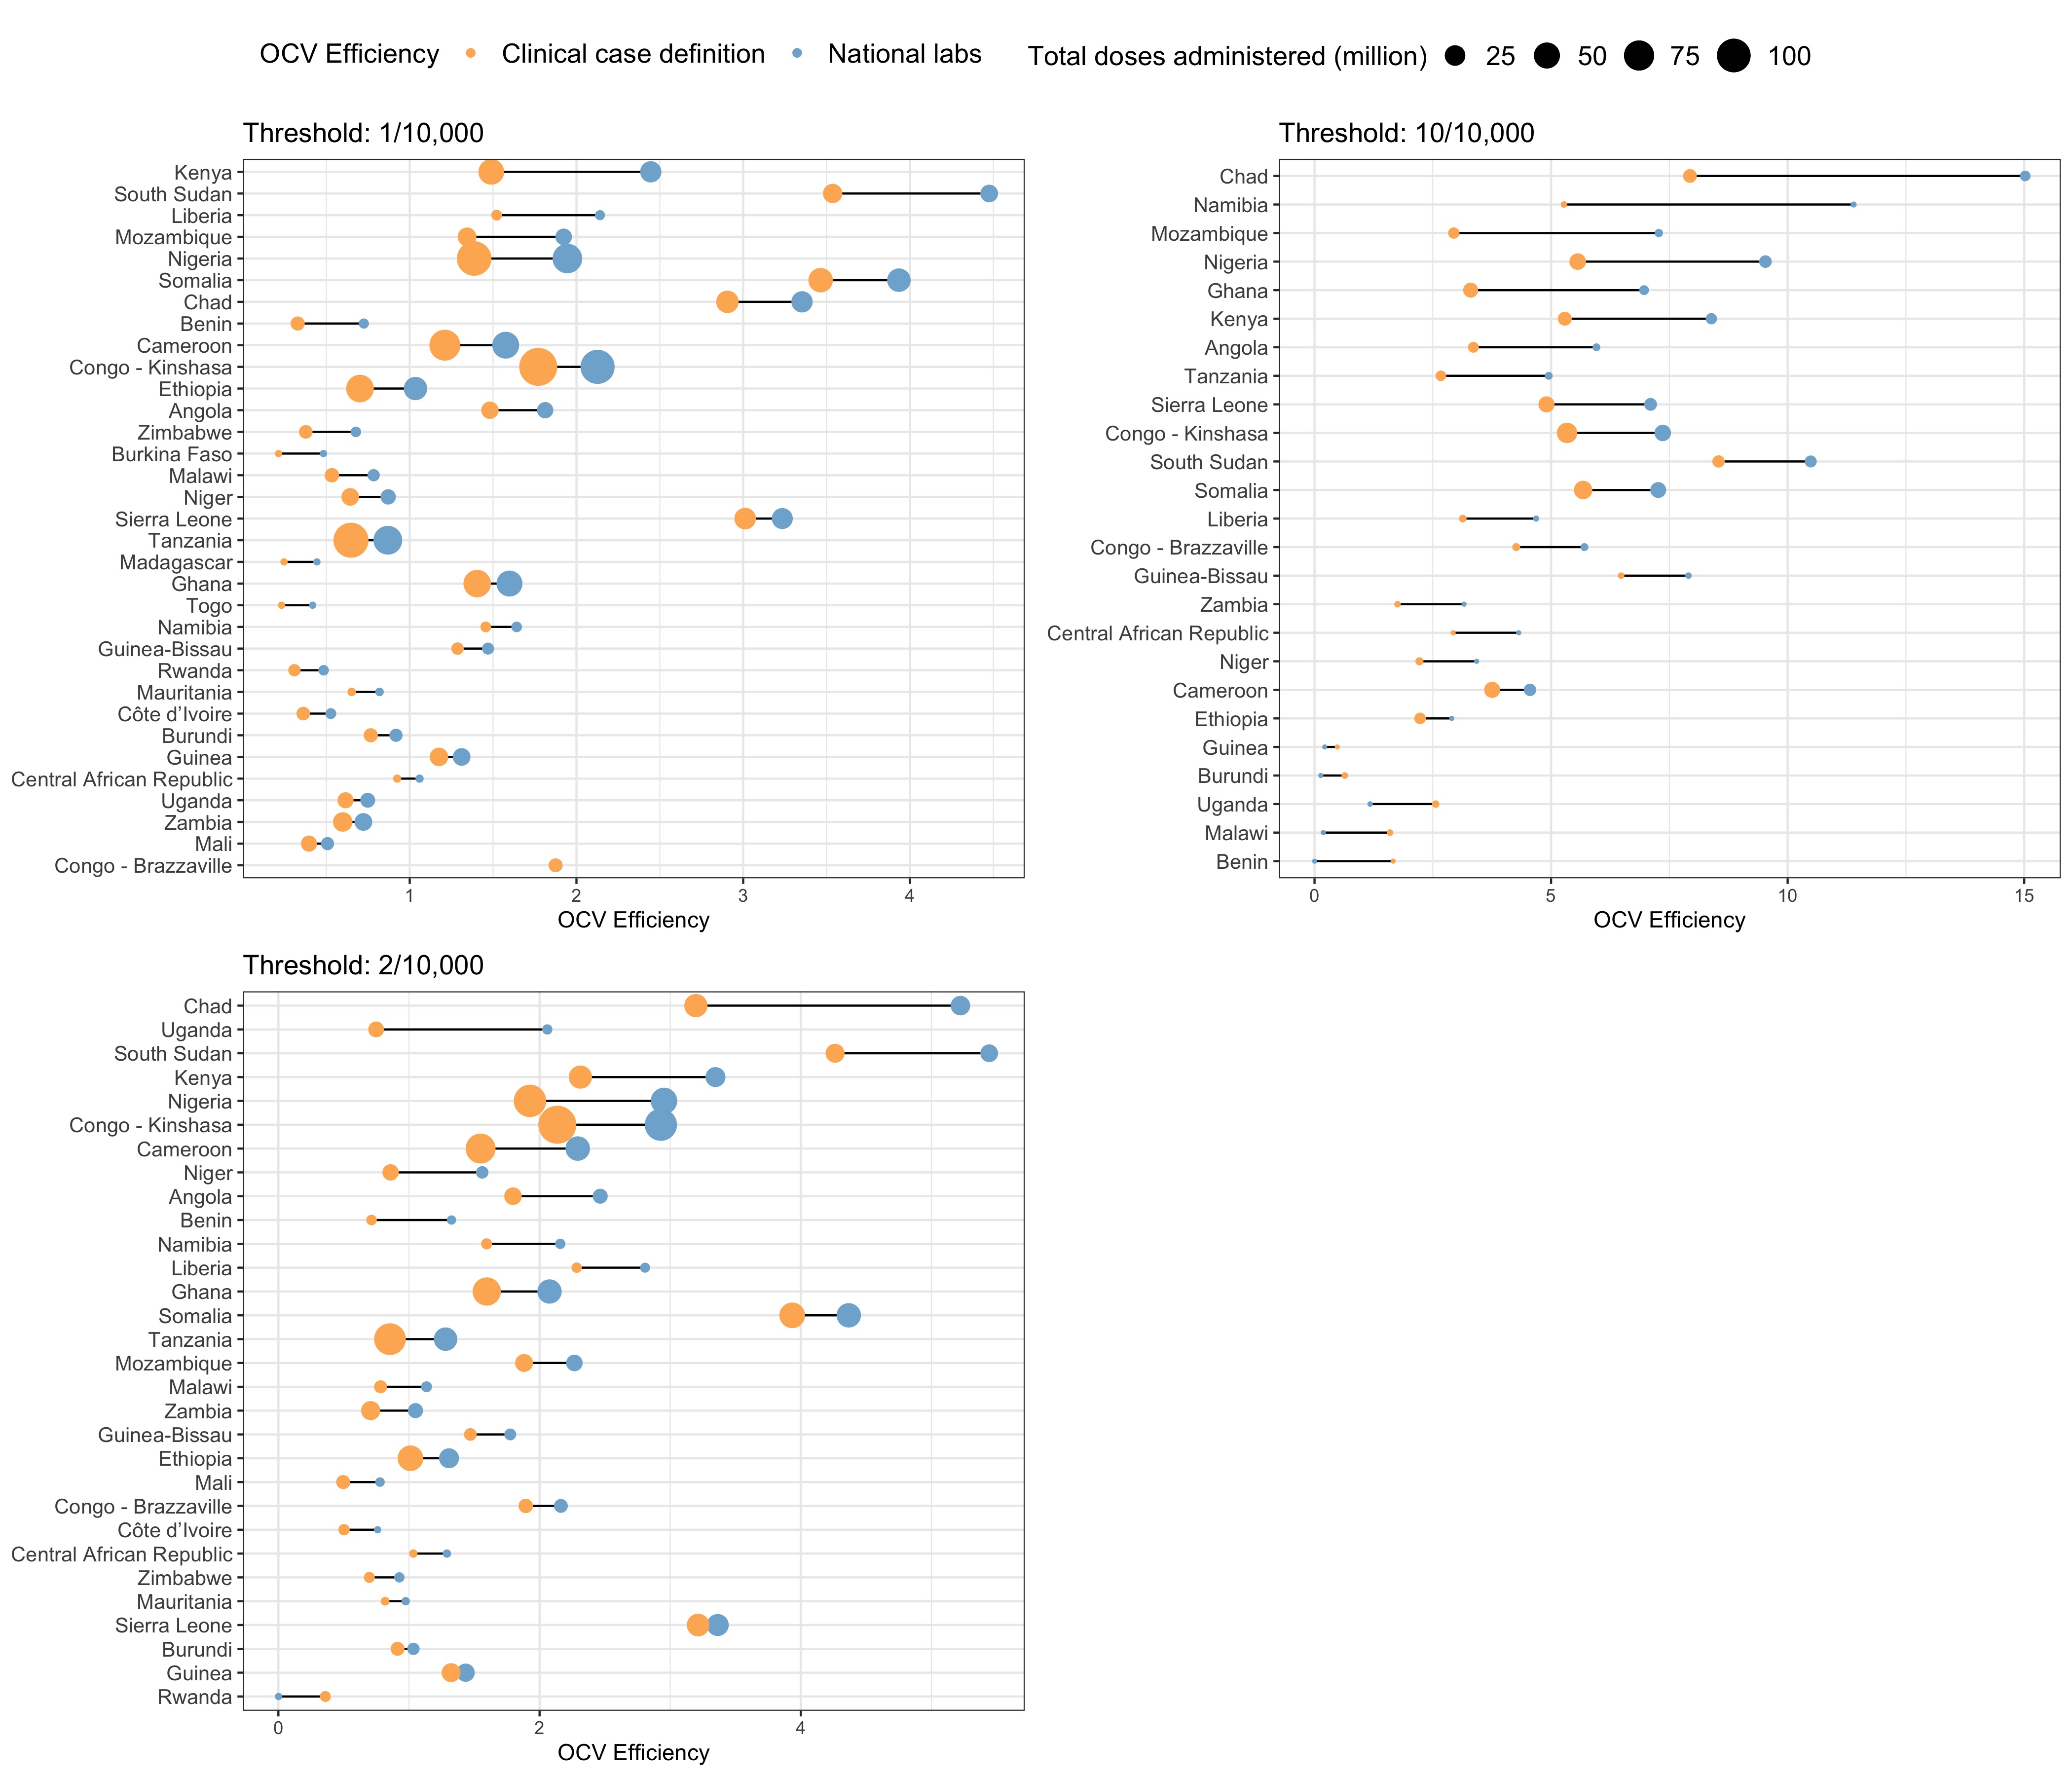 OCV Efficiency Clinical case definition National labs Total doses administered (million) 25 50 75 100
Threshold: 1/10,000
Kenya
South Sudan
Liberia
Mozambique
Nigeria
Somalia
Chad
Benin
Cameroon
Congo - Kinshasa
Ethiopia
Angola
Zimbabwe
Burkina Faso
Malawi
Niger
Sierra Leone
Tanzania
Madagascar
Ghana
Togo
Namibia
Guinea-Bissau
Rwanda
Mauritania
Côte d’Ivoire
Burundi
Guinea
Central African Republic
Uganda
Zambia
Mali
Congo - Brazzaville
1 2 3 4
OCV Efficiency
Threshold: 10/10,000
Chad
Namibia
Mozambique
Nigeria
Ghana
Kenya
Angola
Tanzania
Sierra Leone
Congo - Kinshasa
South Sudan
Somalia
Liberia
Congo - Brazzaville
Guinea-Bissau
Zambia
Central African Republic
Niger
Cameroon
Ethiopia
Guinea
Burundi
Uganda
Malawi
Benin
0 5 10 15
OCV Efficiency
Threshold: 2/10,000
Chad
Uganda
South Sudan
Kenya
Nigeria
Congo - Kinshasa
Cameroon
Niger
Angola
Benin
Namibia
Liberia
Ghana
Somalia
Tanzania
Mozambique
Malawi
Zambia
Guinea-Bissau
Ethiopia
Mali
Congo - Brazzaville
Côte d’Ivoire
Central African Republic
Zimbabwe
Mauritania
Sierra Leone
Burundi
Guinea
Rwanda
0 2 4
OCV Efficiency